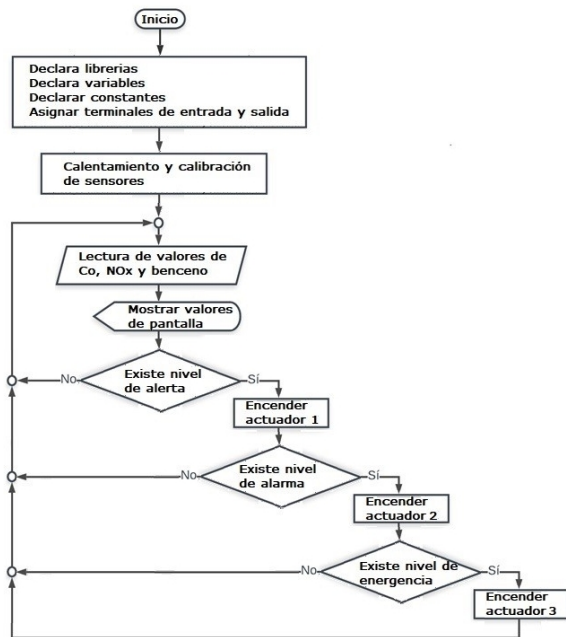 Inicio
Declara librerias
Declara variables
Declarar constantes
Asignar terminales de entrada y salida
Calentamiento y calibración
de sensores
Lectura de valores de
Co, NOx y benceno
Mostrar valores
de pantalla
Existe nivel
de alerta
No
Sí
Encender
actuador 1
Existe nivel
de alarma
No
Sí
Encender
actuador 2
Existe nivel de
energencia
No
Sí
Encender
actuador 3